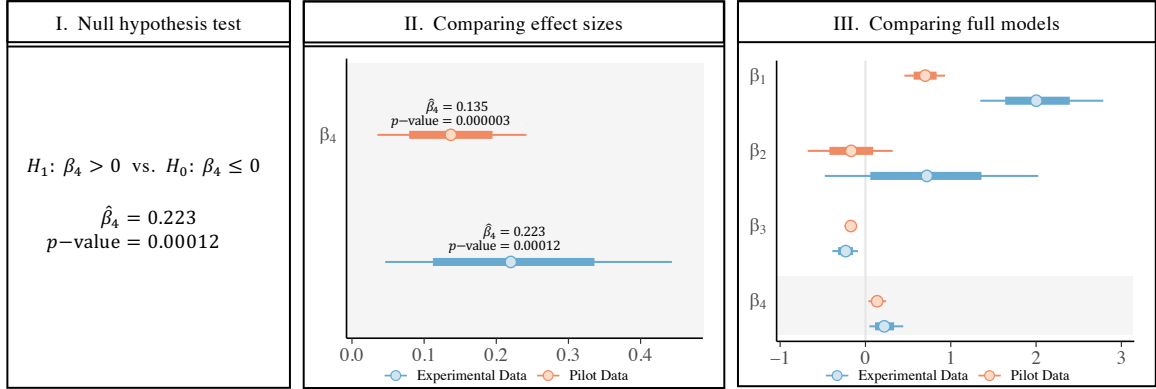 I. Null hypothesis test
H₁: β₄ > 0 vs. H₀: β₄ ≤ 0
β̂₄ = 0.223
p−value = 0.00012
II. Comparing effect sizes
β̂₄ = 0.135
p−value = 0.000003
β₄
β̂₄ = 0.223
p−value = 0.00012
0.0 0.1 0.2 0.3 0.4
Experimental Data Pilot Data
III. Comparing full models
β₁
β₂
β₃
β₄
−1 0 1 2 3
Experimental Data Pilot Data